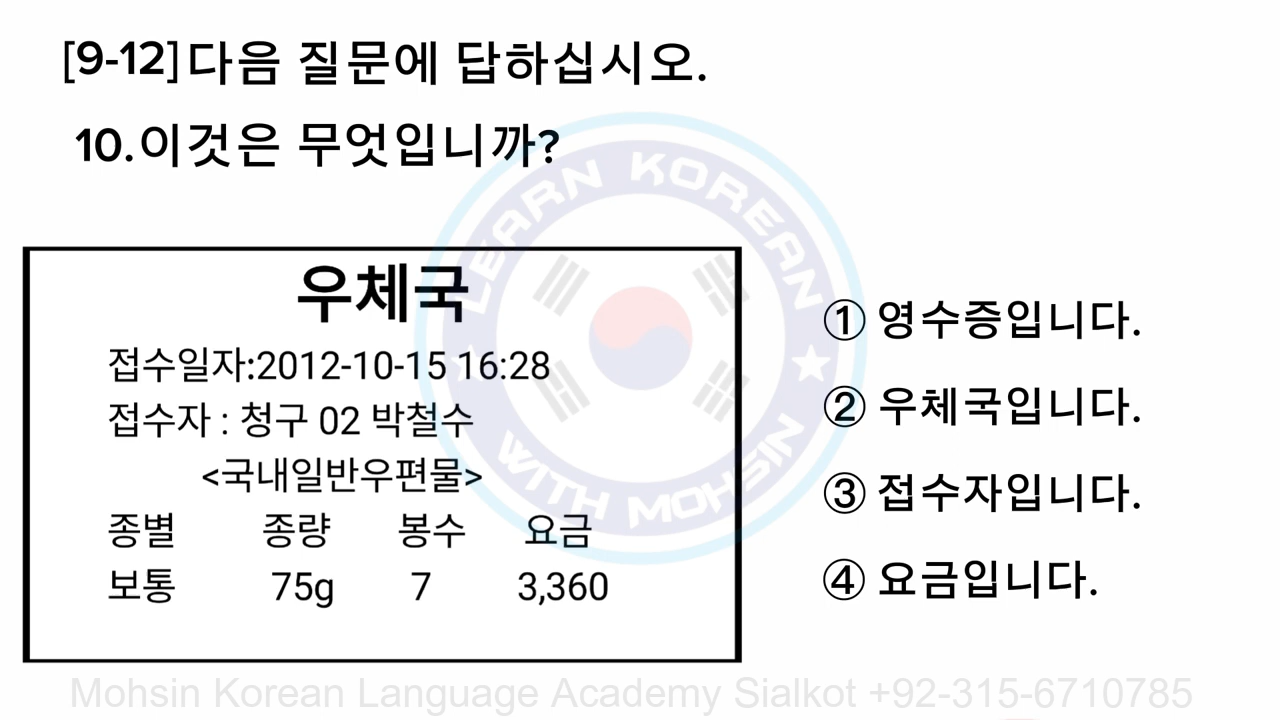 [9-12]다음 질문에 답하십시오.
10.이것은 무엇입니까?
우체국
접수일자:2012-10-15 16:28
접수자 : 청구 02 박철수
<국내일반우편물>
종별 종량 봉수 요금
보통 75g 7 3,360
① 영수증입니다.
② 우체국입니다.
③ 접수자입니다.
④ 요금입니다.
LEARN KOREAN
WITH MOHSIN
Mohsin Korean Language Academy Sialkot +92-315-6710785